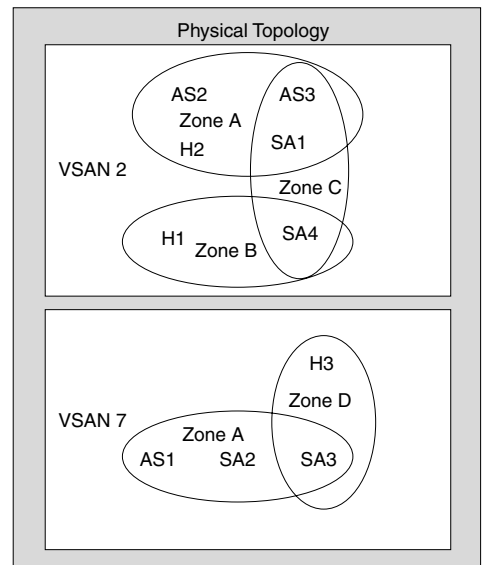 Physical Topology
AS2 AS3
Zone A
H2 SA1
VSAN 2
Zone C
H1 Zone B SA4
H3
Zone D
VSAN 7
Zone A
AS1 SA2 SA3